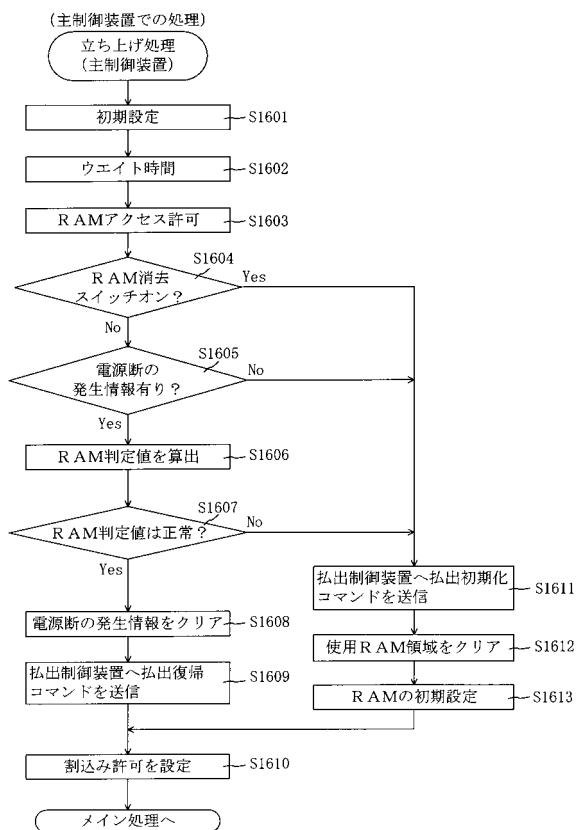 (主制御装置での処理)
立ち上げ処理
(主制御装置)
初期設定
S1601
ウエイト時間
S1602
RAMアクセス許可
S1603
S1604
RAM消去
スイッチオン?
Yes
No
S1605
電源断の
発生情報有り?
No
Yes
RAM判定値を算出
S1606
S1607
RAM判定値は正常?
No
Yes
払出制御装置へ払出初期化
コマンドを送信
S1611
電源断の発生情報をクリア
S1608
使用RAM領域をクリア
S1612
払出制御装置へ払出復帰
コマンドを送信
S1609
RAMの初期設定
S1613
割込み許可を設定
S1610
メイン処理へ